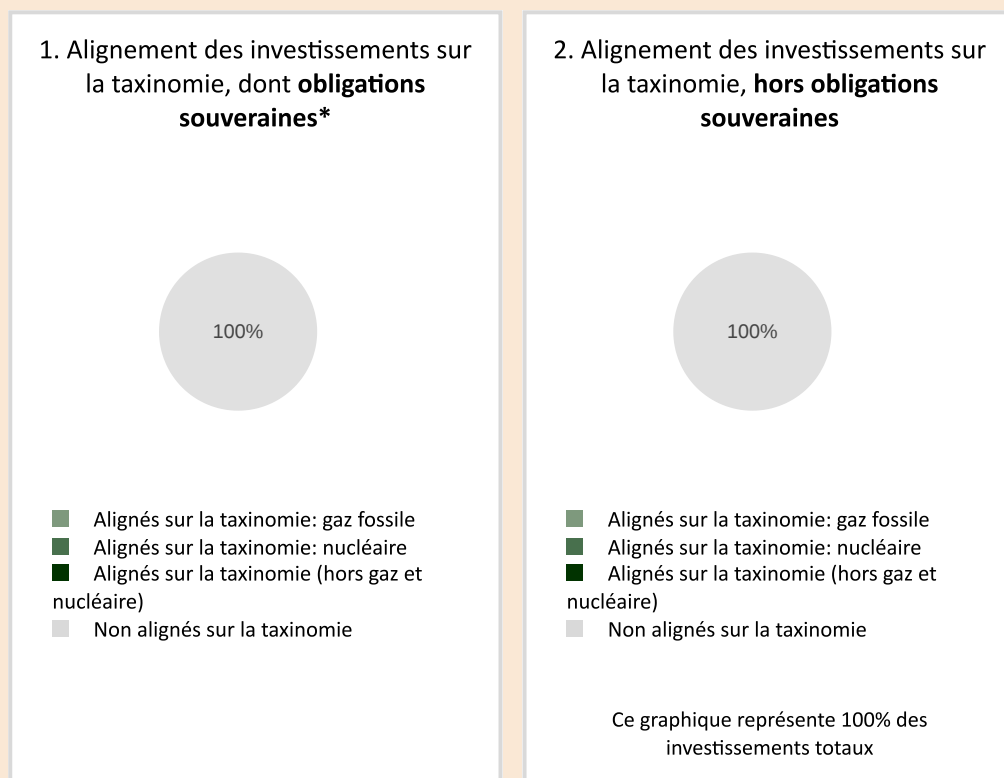 1. Alignement des investissements sur
la taxinomie, dont obligations
souveraines*
100%
Alignés sur la taxinomie: gaz fossile
Alignés sur la taxinomie: nucléaire
Alignés sur la taxinomie (hors gaz et
nucléaire)
Non alignés sur la taxinomie
2. Alignement des investissements sur
la taxinomie, hors obligations
souveraines
100%
Alignés sur la taxinomie: gaz fossile
Alignés sur la taxinomie: nucléaire
Alignés sur la taxinomie (hors gaz et
nucléaire)
Non alignés sur la taxinomie
Ce graphique représente 100% des
investissements totaux